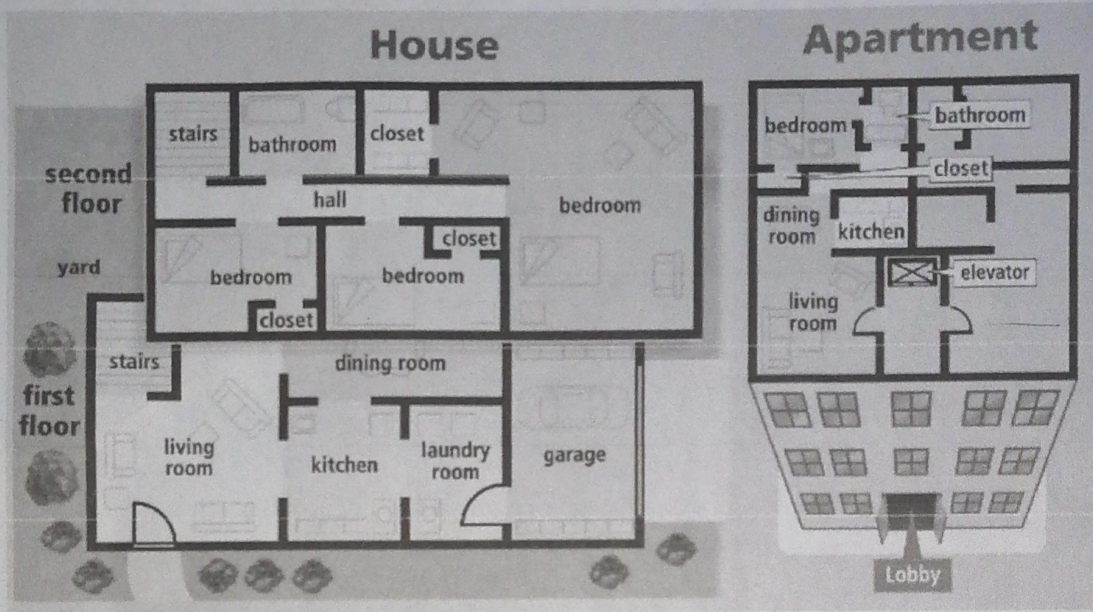 House
Apartment
stairs
bathroom
closet
second
floor
hall
bedroom
yard
bedroom
closet
bedroom
closet
stairs
dining room
first
floor
living
room
kitchen
laundry
room
garage
bedroom
bathroom
closet
dining
room
kitchen
elevator
living
room
Lobby